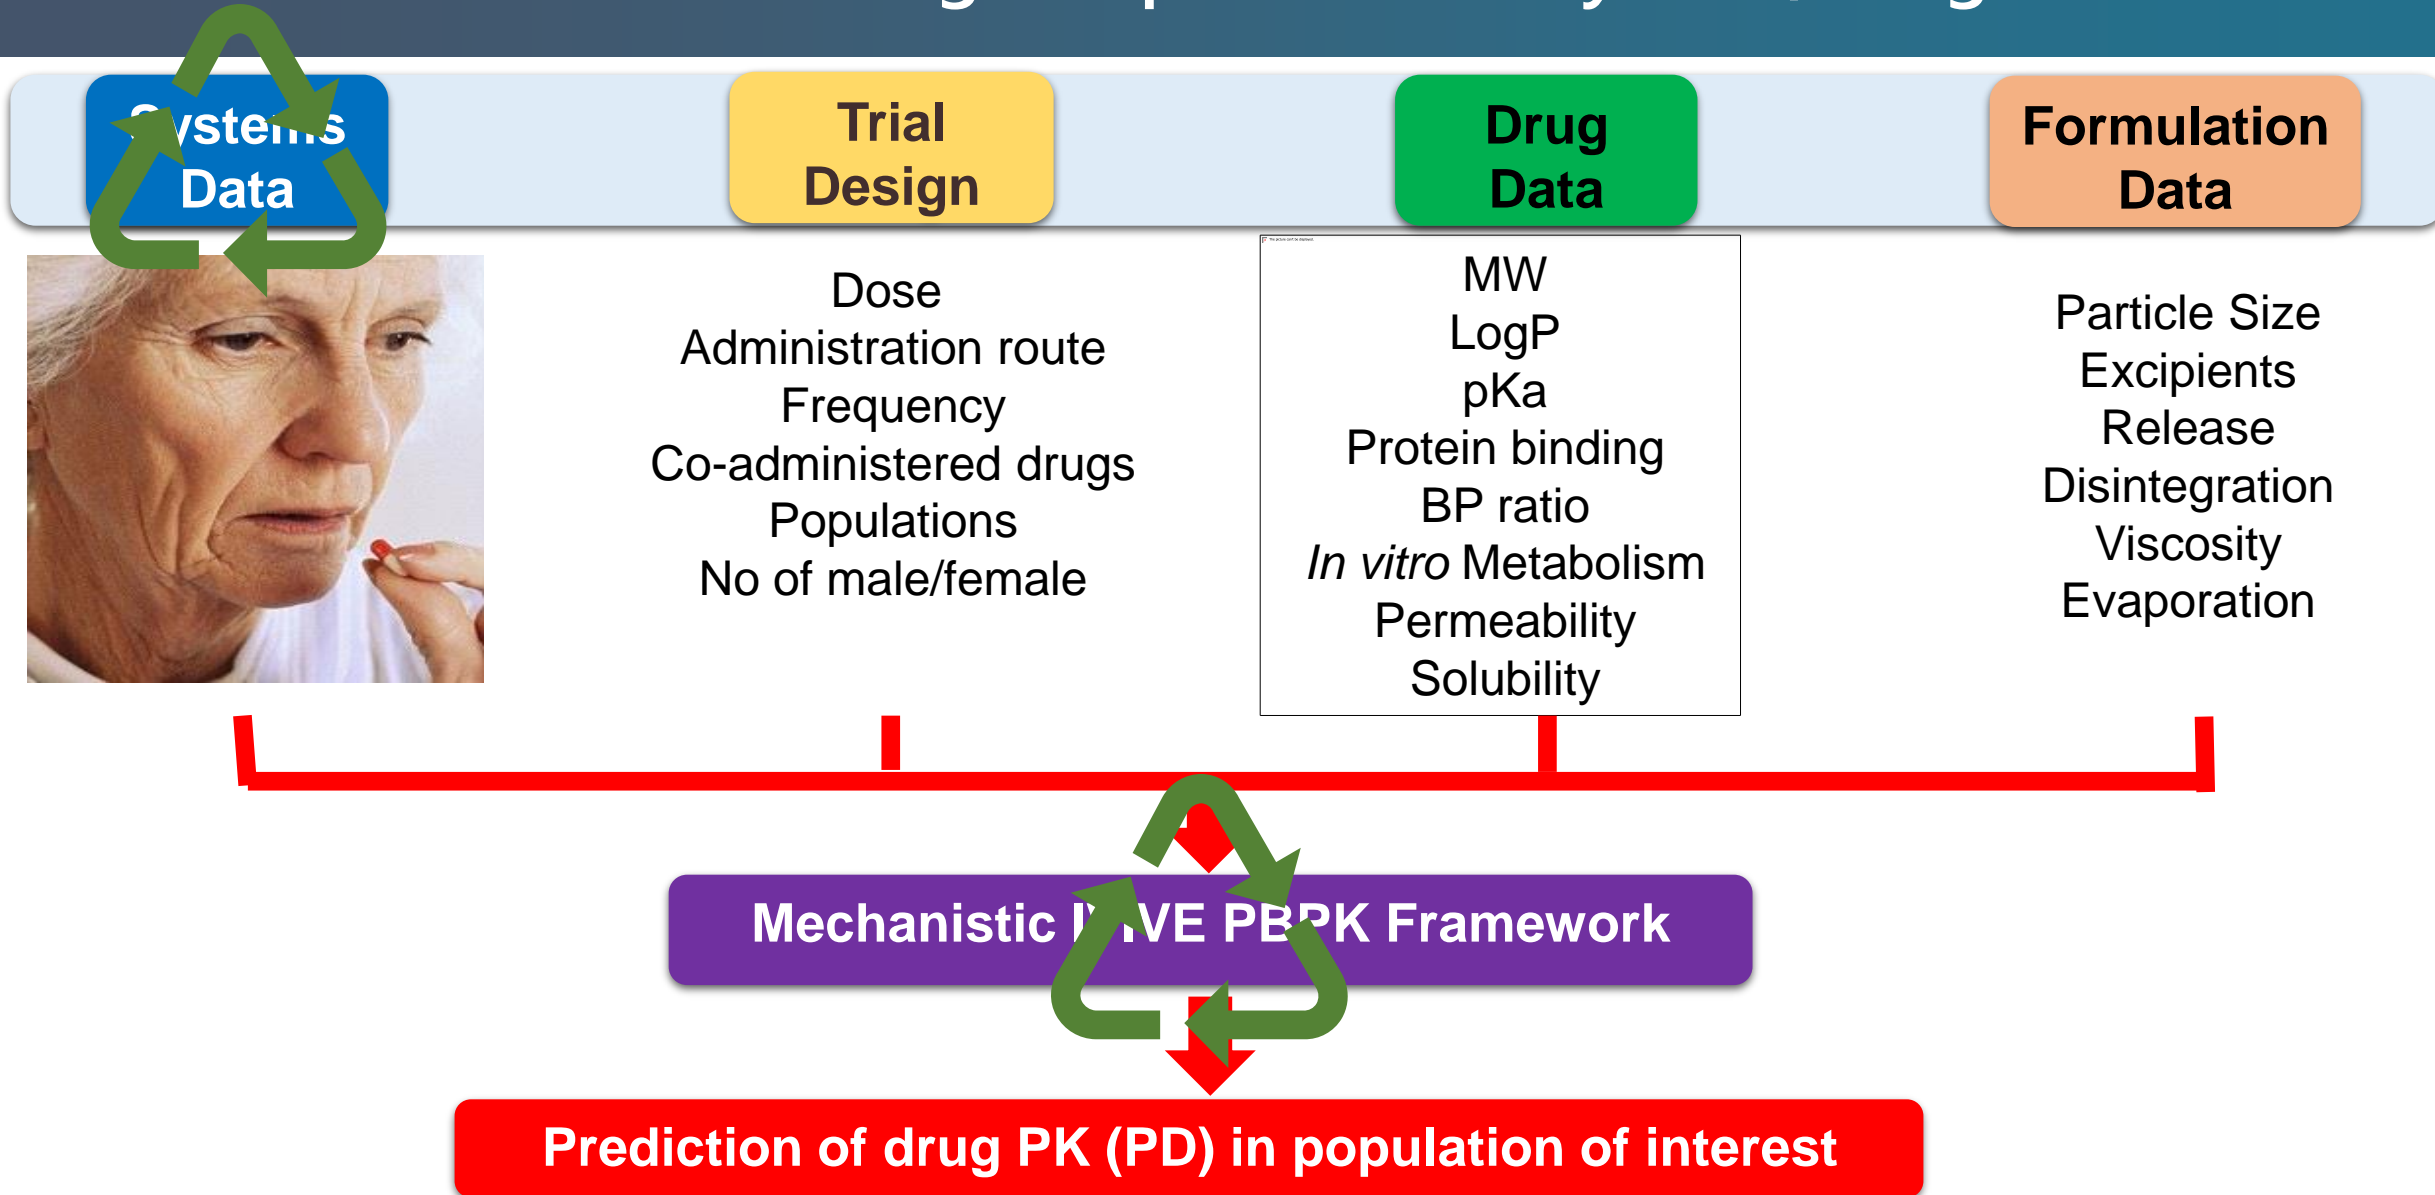 Systems
Data
Trial
Design
Drug
Data
Formulation
Data
Dose
Administration route
Frequency
Co-administered drugs
Populations
No of male/female
MW
LogP
pKa
Protein binding
BP ratio
In vitro Metabolism
Permeability
Solubility
Particle Size
Excipients
Release
Disintegration
Viscosity
Evaporation
Mechanistic IVIVE PBPK Framework
Prediction of drug PK (PD) in population of interest